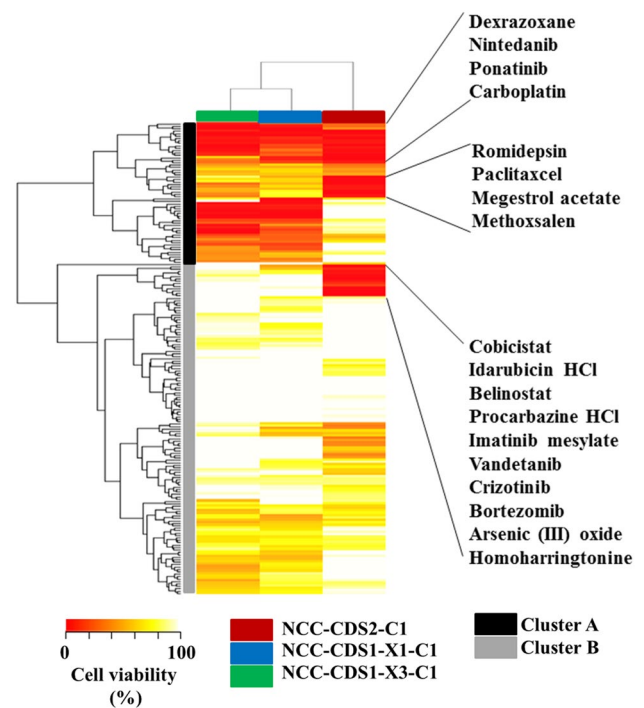 Dexrazoxane
Nintedanib
Ponatinib
Carboplatin
Romidepsin
Paclitaxcel
Megestrol acetate
Methoxsalen
Cobicistat
Idarubicin HCl
Belinostat
Procarbazine HCl
Imatinib mesylate
Vandetanib
Crizotinib
Bortezomib
Arsenic (III) oxide
Homoharringtonine
0 100
Cell viability
(%)
NCC-CDS2-C1
NCC-CDS1-X1-C1
NCC-CDS1-X3-C1
Cluster A
Cluster B